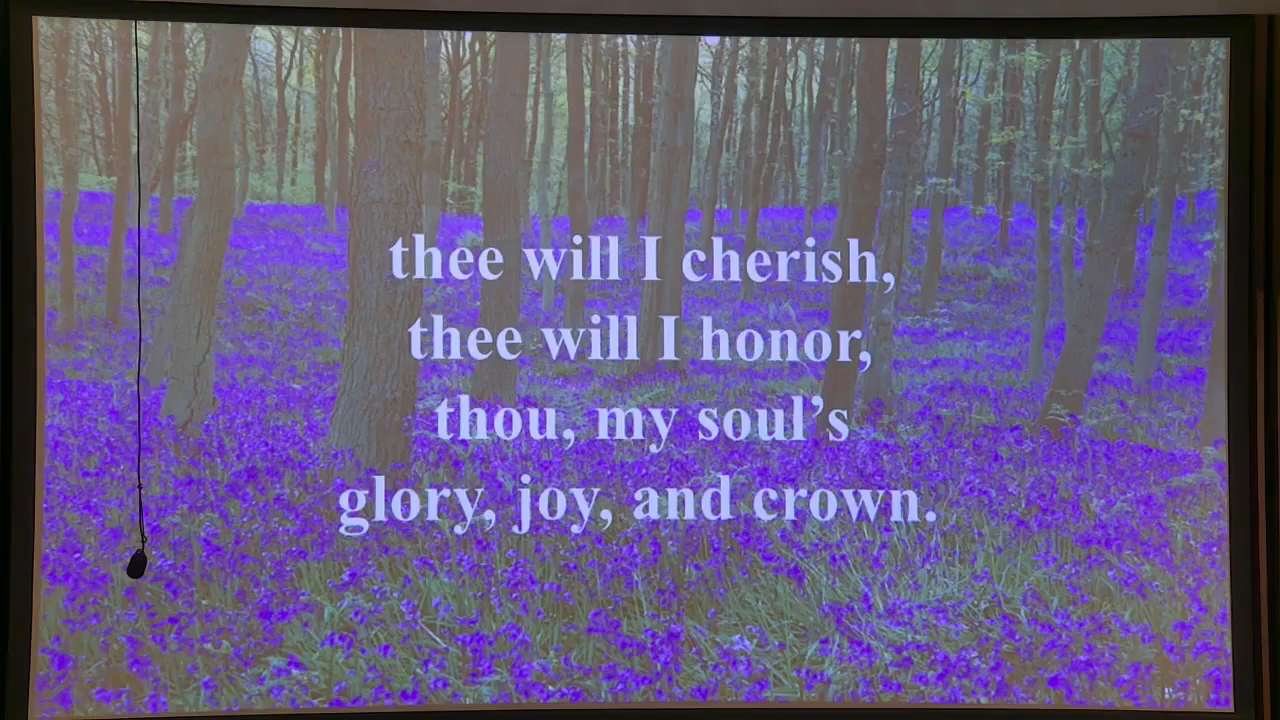 thee will I cherish,
thee will I honor,
thou, my soul’s
glory, joy, and crown.